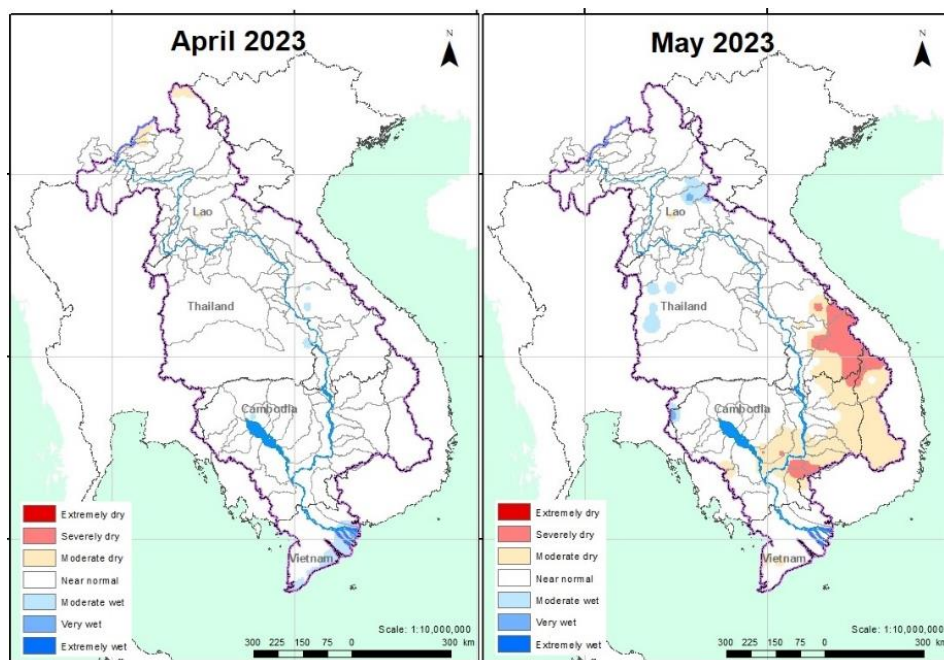 April 2023
N
Lao
Thailand
Cambodia
Vietnam
Extremely dry
Severely dry
Moderate dry
Near normal
Moderate wet
Very wet
Extremely wet
Scale: 1:10,000,000
300 225 150 75 0 300 km
May 2023
N
Lao
Thailand
Cambodia
Vietnam
Extremely dry
Severely dry
Moderate dry
Near normal
Moderate wet
Very wet
Extremely wet
Scale: 1:10,000,000
300 225 150 75 0 300 km